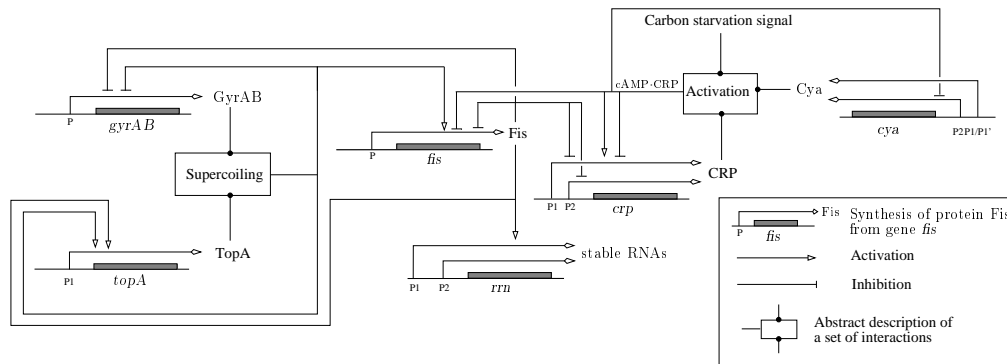 Carbon starvation signal
GyrAB
P
gyrAB
Supercoiling
TopA
P1
topA
Fis
P
fis
cAMP·CRP
Activation
Cya
cya
P2
P1/P1'
CRP
P1
P2
crp
stable RNAs
P1
P2
rrn
Fis
P
fis
Synthesis of protein Fis
from gene fis
Activation
Inhibition
Abstract description of
a set of interactions